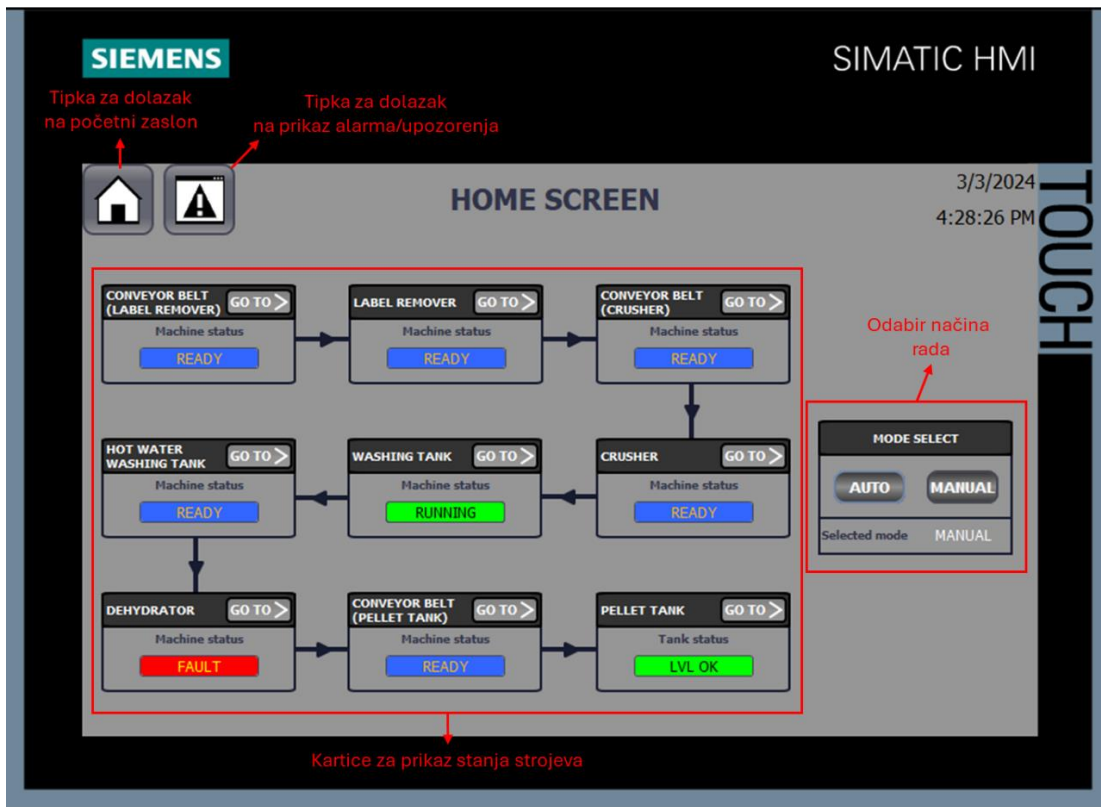 SIEMENS
SIMATIC HMI
Tipka za dolazak
na početni zaslon
Tipka za dolazak
na prikaz alarma/upozorenja
HOME SCREEN
3/3/2024
4:28:26 PM
TOUCH
CONVEYOR BELT
(LABEL REMOVER)
GO TO >
Machine status
READY
LABEL REMOVER
GO TO >
Machine status
READY
CONVEYOR BELT
(CRUSHER)
GO TO >
Machine status
READY
Odabir načina
rada
HOT WATER
WASHING TANK
GO TO >
Machine status
READY
WASHING TANK
GO TO >
Machine status
RUNNING
CRUSHER
GO TO >
Machine status
READY
MODE SELECT
AUTO
MANUAL
Selected mode MANUAL
DEHYDRATOR
GO TO >
Machine status
FAULT
CONVEYOR BELT
(PELLET TANK)
GO TO >
Machine status
READY
PELLET TANK
GO TO >
Tank status
LVL OK
Kartice za prikaz stanja strojeva